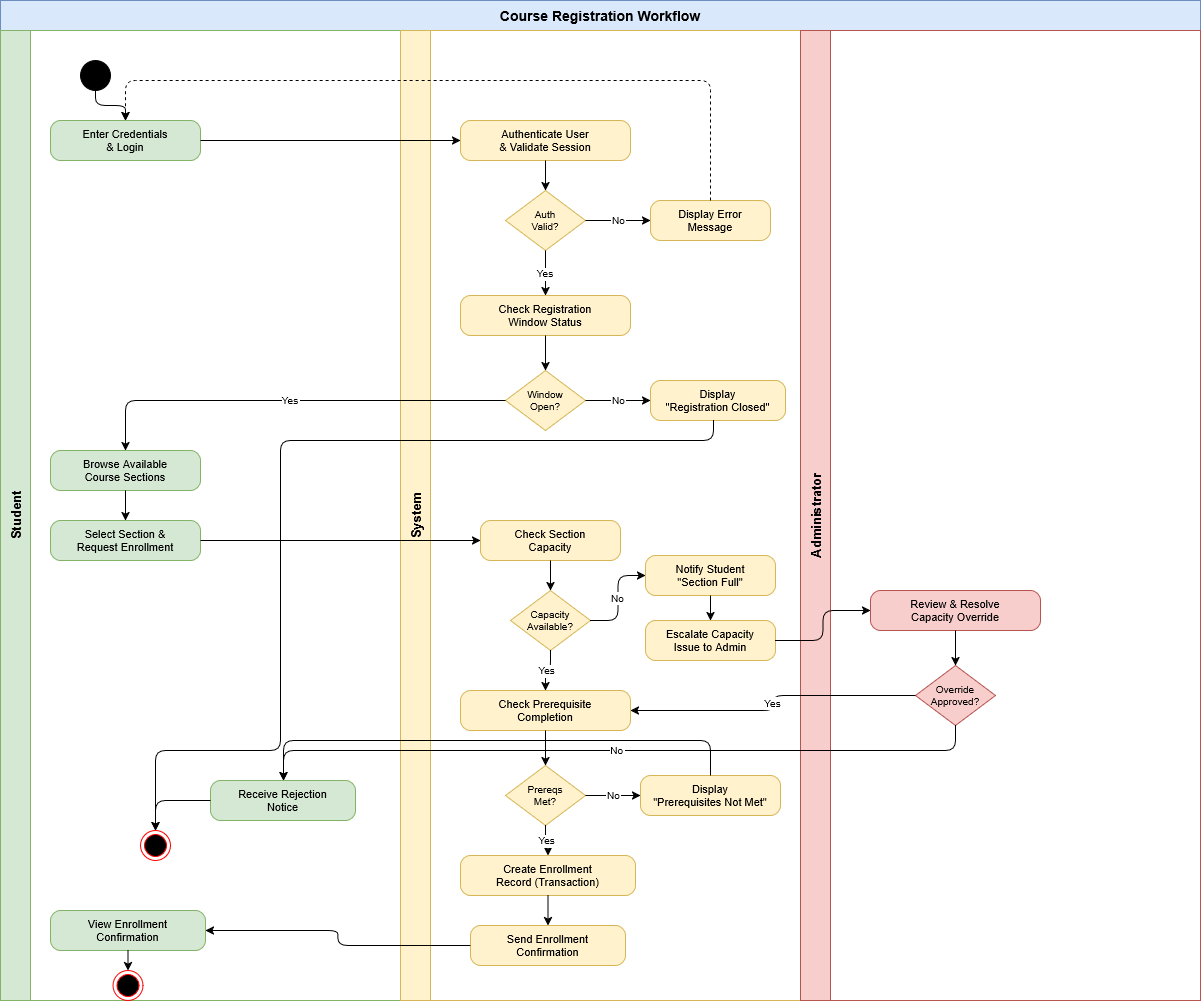 Course Registration Workflow
Student
System
Administrator
Enter Credentials
& Login
Authenticate User
& Validate Session
Auth
Valid?
No
Display Error
Message
Yes
Check Registration
Window Status
Window
Open?
Yes
No
Display
"Registration Closed"
Browse Available
Course Sections
Select Section &
Request Enrollment
Check Section
Capacity
Capacity
Available?
No
Notify Student
"Section Full"
Escalate Capacity
Issue to Admin
Review & Resolve
Capacity Override
Override
Approved?
Yes
Yes
Check Prerequisite
Completion
No
Prereqs
Met?
No
Display
"Prerequisites Not Met"
Receive Rejection
Notice
Yes
Create Enrollment
Record (Transaction)
Send Enrollment
Confirmation
View Enrollment
Confirmation